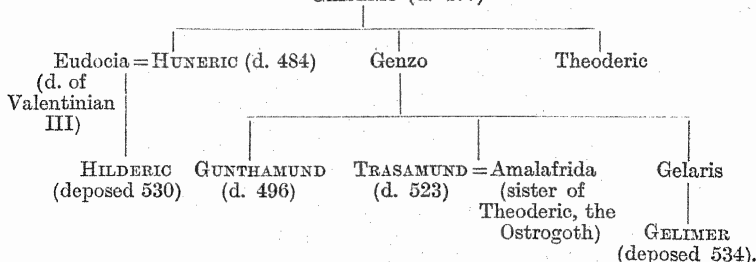 Eudocia = HUNERIC (d. 484) Genzo Theoderic
(d. of
Valentinian
III)
HILDERIC GUNTHAMUND TRASAMUND = Amalafrida Gelaris
(deposed 530) (d. 496) (d. 523) (sister of
Theoderic, the
Ostrogoth) GELIMER
(deposed 534).